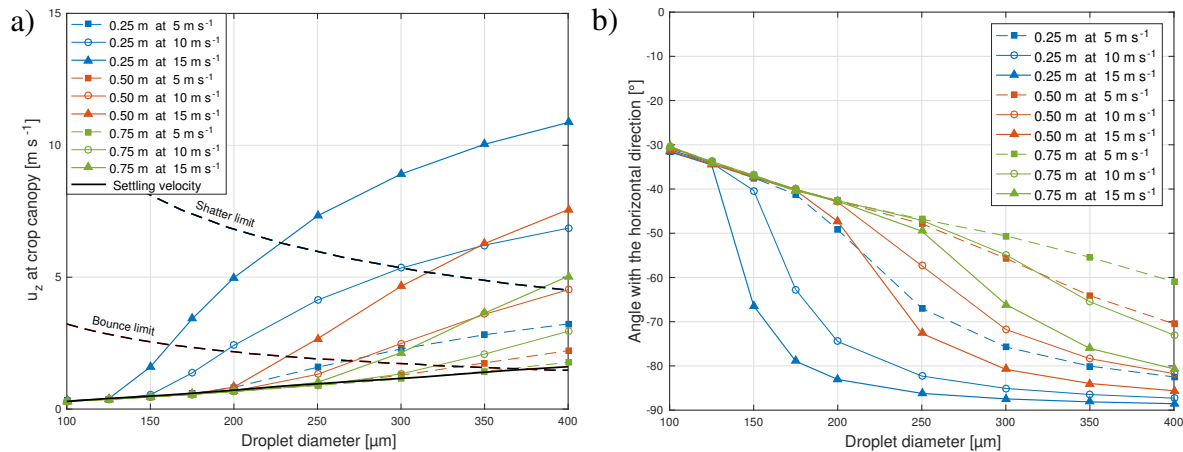 a)
15
10
5
0
100
150
200
250
300
350
400
u_z at crop canopy [m s⁻¹]
Droplet diameter [µm]
0.25 m at 5 m s⁻¹
0.25 m at 10 m s⁻¹
0.25 m at 15 m s⁻¹
0.50 m at 5 m s⁻¹
0.50 m at 10 m s⁻¹
0.50 m at 15 m s⁻¹
0.75 m at 5 m s⁻¹
0.75 m at 10 m s⁻¹
0.75 m at 15 m s⁻¹
Settling velocity
Shatter limit
Bounce limit
b)
0
-10
-20
-30
-40
-50
-60
-70
-80
-90
100
150
200
250
300
350
400
Angle with the horizontal direction [°]
Droplet diameter [µm]
0.25 m at 5 m s⁻¹
0.25 m at 10 m s⁻¹
0.25 m at 15 m s⁻¹
0.50 m at 5 m s⁻¹
0.50 m at 10 m s⁻¹
0.50 m at 15 m s⁻¹
0.75 m at 5 m s⁻¹
0.75 m at 10 m s⁻¹
0.75 m at 15 m s⁻¹